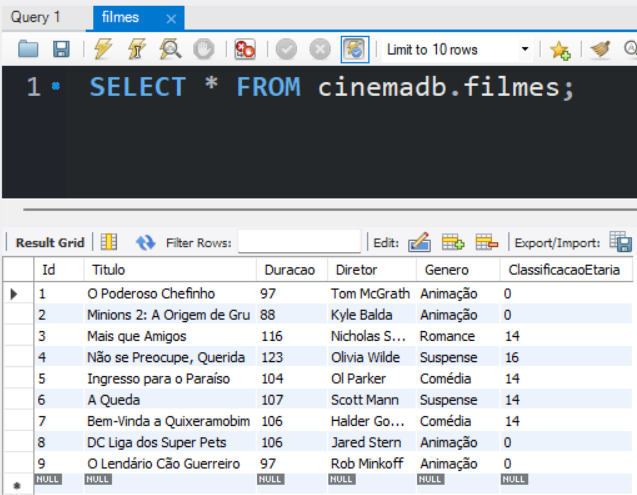 Query 1 filmes
Limit to 10 rows
1 SELECT * FROM cinemadb.filmes;
Result Grid Filter Rows: Edit: Export/Import:
Id Titulo Duracao Diretor Genero ClassificacaoEtaria
1 O Poderoso Chefinho 97 Tom McGrath Animação 0
2 Minions 2: A Origem de Gru 88 Kyle Balda Animação 0
3 Mais que Amigos 116 Nicholas S... Romance 14
4 Não se Preocupe, Querida 123 Olivia Wilde Suspense 16
5 Ingresso para o Paraíso 104 Ol Parker Comédia 14
6 A Queda 107 Scott Mann Suspense 14
7 Bem-Vinda a Quixeramobim 106 Halder Go... Comédia 14
8 DC Liga dos Super Pets 106 Jared Stern Animação 0
9 O Lendário Cão Guerreiro 97 Rob Minkoff Animação 0
NULL NULL NULL NULL NULL NULL